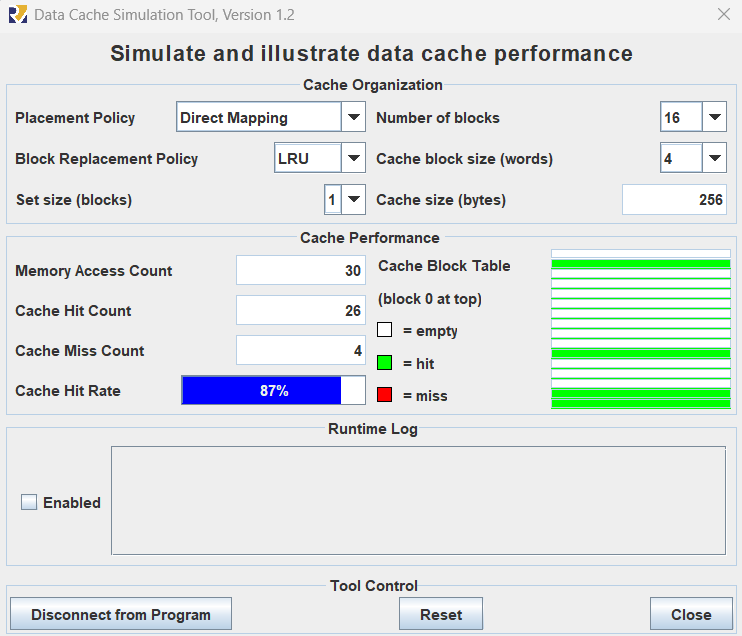 Data Cache Simulation Tool, Version 1.2
Simulate and illustrate data cache performance
Cache Organization
Placement Policy Direct Mapping Number of blocks 16
Block Replacement Policy LRU Cache block size (words) 4
Set size (blocks) 1 Cache size (bytes) 256
Cache Performance
Memory Access Count 30 Cache Block Table
Cache Hit Count 26 (block 0 at top)
= empty
Cache Miss Count 4 = hit
Cache Hit Rate 87% = miss
Runtime Log
Enabled
Tool Control
Disconnect from Program Reset Close